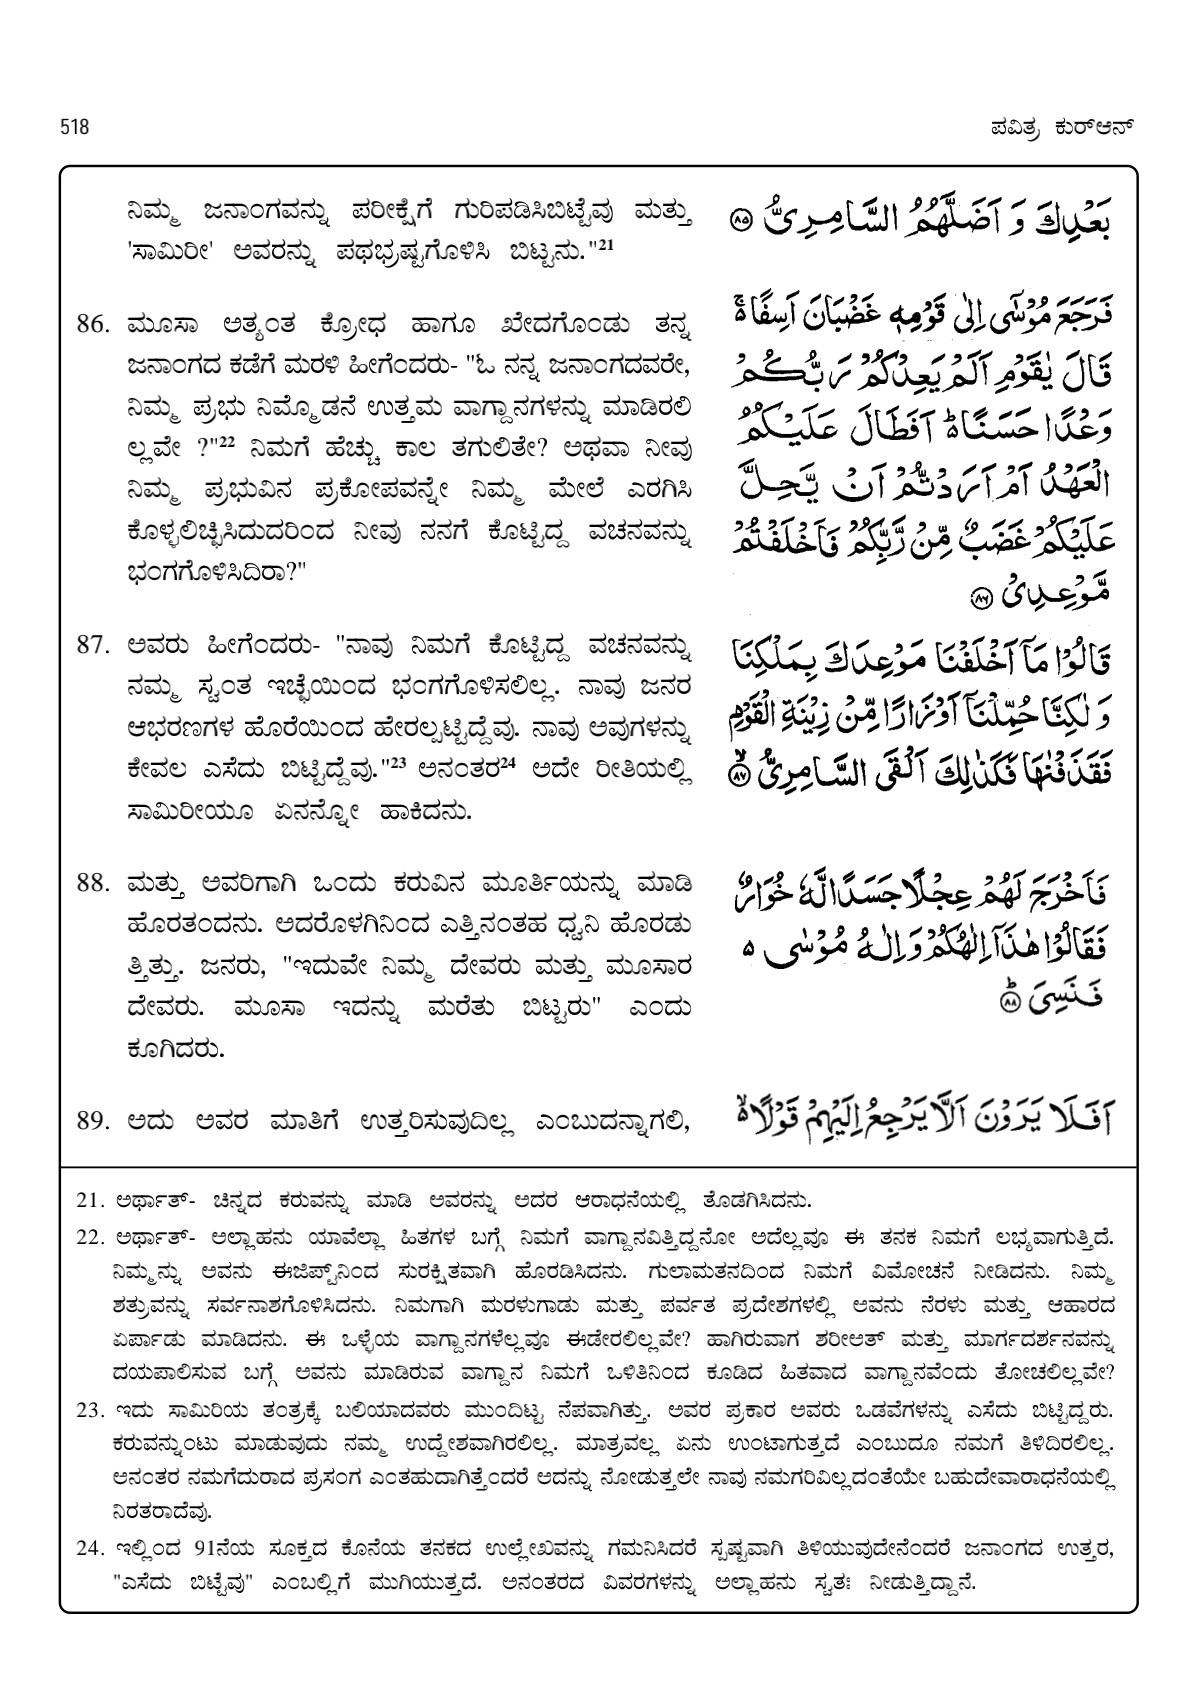 518
ಪವಿತ್ರ ಕುರ್‌ಆನ್
ನಿಮ್ಮ ಜನಾಂಗವನ್ನು ಪರೀಕ್ಷೆಗೆ ಗುರಿಪಡಿಸಿಬಿಟ್ಟೆವು ಮತ್ತು
'ಸಾಮಿರೀ' ಅವರನ್ನು ಪಥಭ್ರಷ್ಟಗೊಳಿಸಿ ಬಿಟ್ಟನು."21
بَعْدِكَ وَ اَضَلَّهُمُ السَّامِرِيُّ ﴿٨٥﴾
86. ಮೂಸಾ ಅತ್ಯಂತ ಕ್ರೋಧ ಹಾಗೂ ಖೇದಗೊಂಡು ತನ್ನ
ಜನಾಂಗದ ಕಡೆಗೆ ಮರಳಿ ಹೀಗೆಂದರು- "ಓ ನನ್ನ ಜನಾಂಗದವರೇ,
ನಿಮ್ಮ ಪ್ರಭು ನಿಮ್ಮೊಡನೆ ಉತ್ತಮ ವಾಗ್ದಾನಗಳನ್ನು ಮಾಡಿರಲಿ
ಲ್ಲವೇ ?"22 ನಿಮಗೆ ಹೆಚ್ಚು ಕಾಲ ತಗುಲಿತೇ? ಅಥವಾ ನೀವು
ನಿಮ್ಮ ಪ್ರಭುವಿನ ಪ್ರಕೋಪವನ್ನೇ ನಿಮ್ಮ ಮೇಲೆ ಎರಗಿಸಿ
ಕೊಳ್ಳಲಿಚ್ಛಿಸಿದುದರಿಂದ ನೀವು ನನಗೆ ಕೊಟ್ಟಿದ್ದ ವಚನವನ್ನು
ಭಂಗಗೊಳಿಸಿದಿರಾ?"
فَرَجَعَ مُوْسٰٓى اِلٰى قَوْمِهٖ غَضْبَانَ اَسِفًا ۚ۬
قَالَ يٰقَوْمِ اَلَمْ يَعِدْكُمْ رَبُّكُمْ
وَعْدًا حَسَنًا ؕ۬ اَفَطَالَ عَلَيْكُمُ
الْعَهْدُ اَمْ اَرَدْتُّمْ اَنْ يَّحِلَّ
عَلَيْكُمْ غَضَبٌ مِّنْ رَّبِّكُمْ فَاَخْلَفْتُمْ
مَّوْعِدِيْ ﴿٨٦﴾
87. ಅವರು ಹೀಗೆಂದರು- "ನಾವು ನಿಮಗೆ ಕೊಟ್ಟಿದ್ದ ವಚನವನ್ನು
ನಮ್ಮ ಸ್ವಂತ ಇಚ್ಛೆಯಿಂದ ಭಂಗಗೊಳಿಸಲಿಲ್ಲ. ನಾವು ಜನರ
ಆಭರಣಗಳ ಹೊರೆಯಿಂದ ಹೇರಲ್ಪಟ್ಟಿದ್ದೆವು. ನಾವು ಅವುಗಳನ್ನು
ಕೇವಲ ಎಸೆದು ಬಿಟ್ಟಿದ್ದೆವು."23 ಅನಂತರ24 ಅದೇ ರೀತಿಯಲ್ಲಿ
ಸಾಮಿರೀಯೂ ಏನನ್ನೋ ಹಾಕಿದನು.
قَالُوْا مَاۤ اَخْلَفْنَا مَوْعِدَكَ بِمَلْكِنَا
وَ لٰكِنَّا حُمِّلْنَاۤ اَوْزَارًا مِّنْ زِيْنَةِ الْقَوْمِ
فَقَذَفْنٰهَا فَكَذٰلِكَ اَلْقَى السَّامِرِيُّ ﴿٨٧﴾ۙ
88. ಮತ್ತು ಅವರಿಗಾಗಿ ಒಂದು ಕರುವಿನ ಮೂರ್ತಿಯನ್ನು ಮಾಡಿ
ಹೊರತಂದನು. ಅದರೊಳಗಿನಿಂದ ಎತ್ತಿನಂತಹ ಧ್ವನಿ ಹೊರಡು
ತ್ತಿತ್ತು. ಜನರು, "ಇದುವೇ ನಿಮ್ಮ ದೇವರು ಮತ್ತು ಮೂಸಾರ
ದೇವರು. ಮೂಸಾ ಇದನ್ನು ಮರೆತು ಬಿಟ್ಟರು" ಎಂದು
ಕೂಗಿದರು.
فَاَخْرَجَ لَهُمْ عِجْلًا جَسَدًا لَّهٗ خُوَارٌ
فَقَالُوْا هٰذَاۤ اِلٰهُكُمْ وَ اِلٰهُ مُوْسٰى ۵
فَنَسِيَ ﴿٨٨﴾ؕ
89. ಅದು ಅವರ ಮಾತಿಗೆ ಉತ್ತರಿಸುವುದಿಲ್ಲ ಎಂಬುದನ್ನಾಗಲಿ,
اَفَلَا يَرَوْنَ اَلَّا يَرْجِعُ اِلَيْهِمْ قَوْلًا ۙ۬
21. ಅರ್ಥಾತ್- ಚಿನ್ನದ ಕರುವನ್ನು ಮಾಡಿ ಅವರನ್ನು ಅದರ ಆರಾಧನೆಯಲ್ಲಿ ತೊಡಗಿಸಿದನು.
22. ಅರ್ಥಾತ್- ಅಲ್ಲಾಹನು ಯಾವೆಲ್ಲಾ ಹಿತಗಳ ಬಗ್ಗೆ ನಿಮಗೆ ವಾಗ್ದಾನವಿತ್ತಿದ್ದನೋ ಅದೆಲ್ಲವೂ ಈ ತನಕ ನಿಮಗೆ ಲಭ್ಯವಾಗುತ್ತಿದೆ.
ನಿಮ್ಮನ್ನು ಅವನು ಈಜಿಪ್ಟ್‌ನಿಂದ ಸುರಕ್ಷಿತವಾಗಿ ಹೊರಡಿಸಿದನು. ಗುಲಾಮತನದಿಂದ ನಿಮಗೆ ವಿಮೋಚನೆ ನೀಡಿದನು. ನಿಮ್ಮ
ಶತ್ರುವನ್ನು ಸರ್ವನಾಶಗೊಳಿಸಿದನು. ನಿಮಗಾಗಿ ಮರಳುಗಾಡು ಮತ್ತು ಪರ್ವತ ಪ್ರದೇಶಗಳಲ್ಲಿ ಅವನು ನೆರಳು ಮತ್ತು ಆಹಾರದ
ಏರ್ಪಾಡು ಮಾಡಿದನು. ಈ ಒಳ್ಳೆಯ ವಾಗ್ದಾನಗಳೆಲ್ಲವೂ ಈಡೇರಲಿಲ್ಲವೇ? ಹಾಗಿರುವಾಗ ಶರೀಅತ್ ಮತ್ತು ಮಾರ್ಗದರ್ಶನವನ್ನು
ದಯಪಾಲಿಸುವ ಬಗ್ಗೆ ಅವನು ಮಾಡಿರುವ ವಾಗ್ದಾನ ನಿಮಗೆ ಒಳಿತಿನಿಂದ ಕೂಡಿದ ಹಿತವಾದ ವಾಗ್ದಾನವೆಂದು ತೋಚಲಿಲ್ಲವೇ?
23. ಇದು ಸಾಮಿರಿಯ ತಂತ್ರಕ್ಕೆ ಬಲಿಯಾದವರು ಮುಂದಿಟ್ಟ ನೆಪವಾಗಿತ್ತು. ಅವರ ಪ್ರಕಾರ ಅವರು ಒಡವೆಗಳನ್ನು ಎಸೆದು ಬಿಟ್ಟಿದ್ದರು.
ಕರುವನ್ನುಂಟು ಮಾಡುವುದು ನಮ್ಮ ಉದ್ದೇಶವಾಗಿರಲಿಲ್ಲ. ಮಾತ್ರವಲ್ಲ ಏನು ಉಂಟಾಗುತ್ತದೆ ಎಂಬುದೂ ನಮಗೆ ತಿಳಿದಿರಲಿಲ್ಲ.
ಆನಂತರ ನಮಗೆದುರಾದ ಪ್ರಸಂಗ ಎಂತಹುದಾಗಿತ್ತೆಂದರೆ ಅದನ್ನು ನೋಡುತ್ತಲೇ ನಾವು ನಮಗರಿವಿಲ್ಲದಂತೆಯೇ ಬಹುದೇವಾರಾಧನೆಯಲ್ಲಿ
ನಿರತರಾದೆವು.
24. ಇಲ್ಲಿಂದ 91ನೆಯ ಸೂಕ್ತದ ಕೊನೆಯ ತನಕದ ಉಲ್ಲೇಖವನ್ನು ಗಮನಿಸಿದರೆ ಸ್ಪಷ್ಟವಾಗಿ ತಿಳಿಯುವುದೇನೆಂದರೆ ಜನಾಂಗದ ಉತ್ತರ,
"ಎಸೆದು ಬಿಟ್ಟೆವು" ಎಂಬಲ್ಲಿಗೆ ಮುಗಿಯುತ್ತದೆ. ಅನಂತರದ ವಿವರಗಳನ್ನು ಅಲ್ಲಾಹನು ಸ್ವತಃ ನೀಡುತ್ತಿದ್ದಾನೆ.